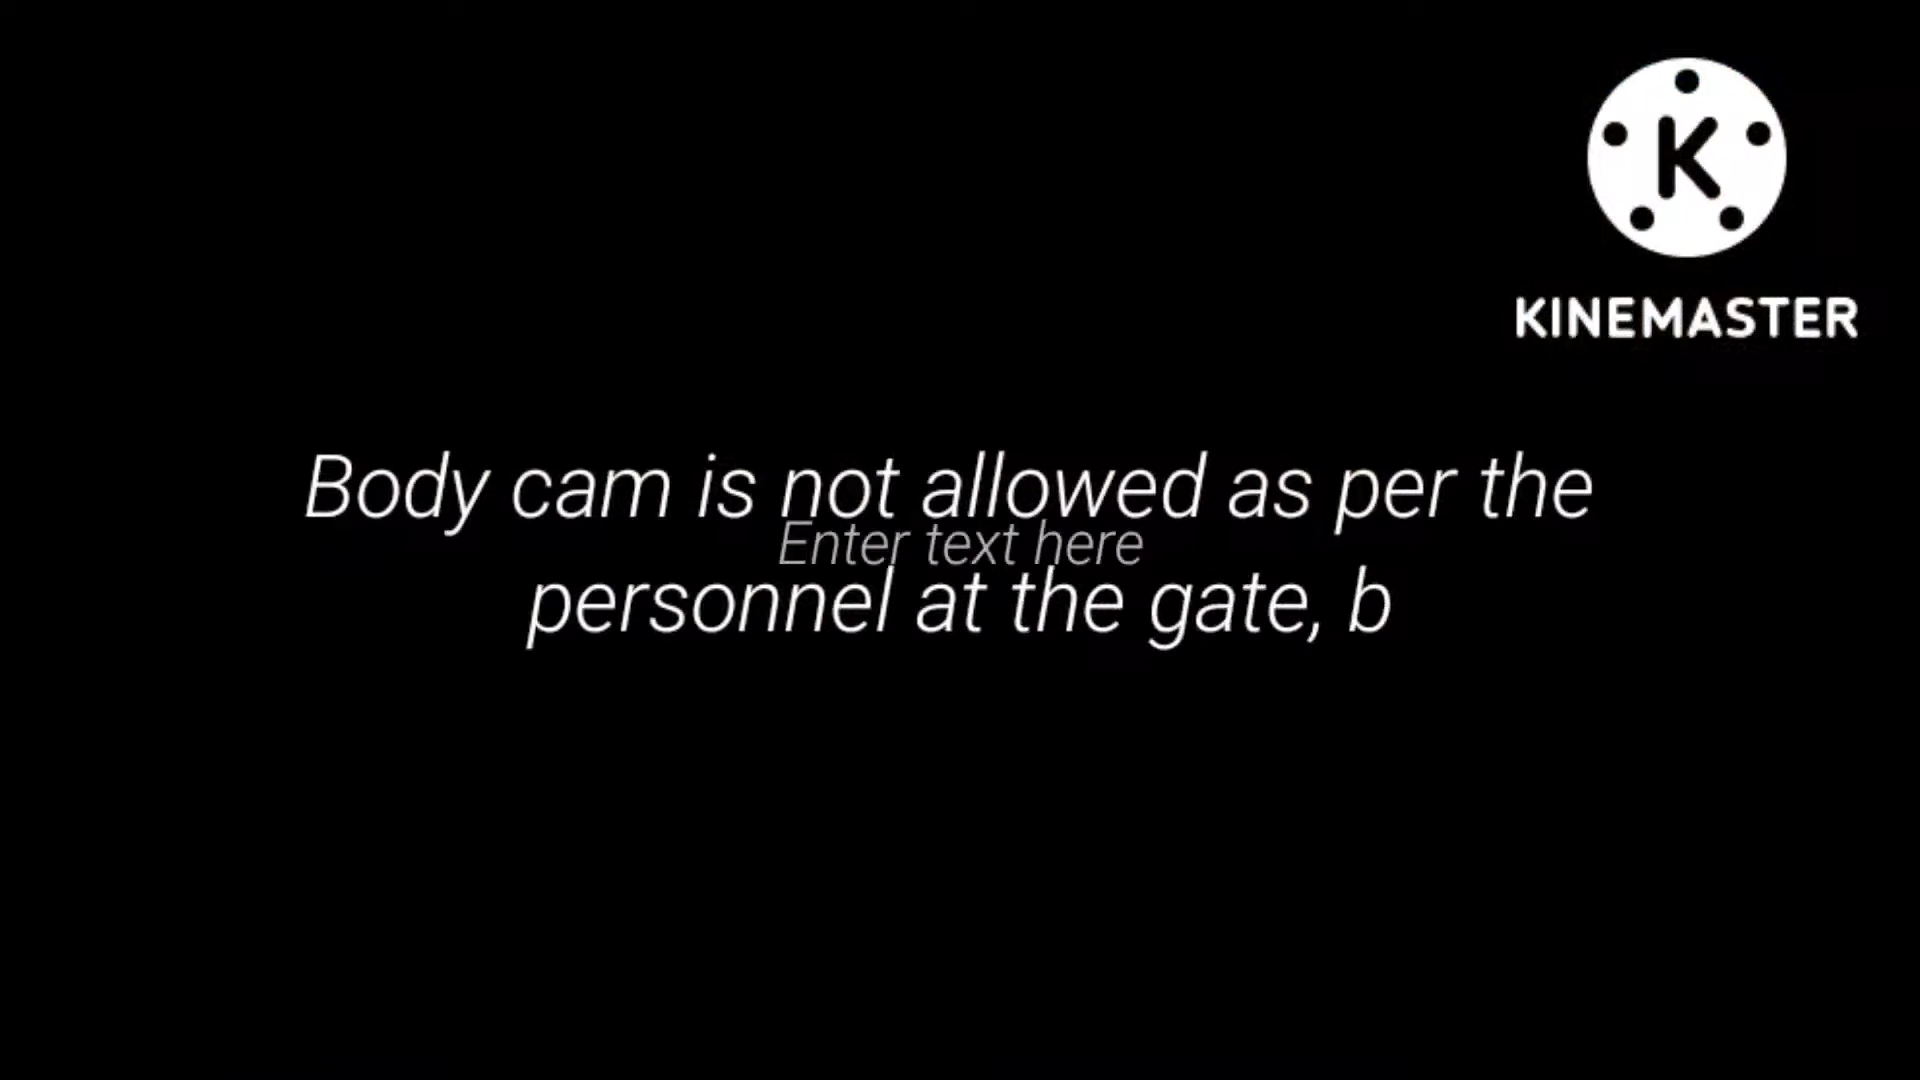 K
KINEMASTER
Body cam is not allowed as per the
Enter text here
personnel at the gate, b